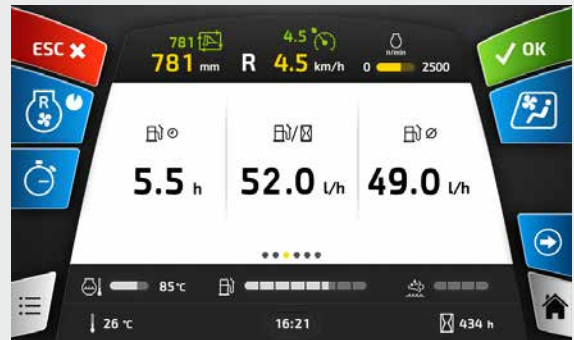 ESC ✖
781
4.5
✓ OK
781 mm
R
4.5 km/h
n/min
0
2500
R
5.5 h
52.0 l/h
49.0 l/h
85°C
26 °C
16:21
434 h